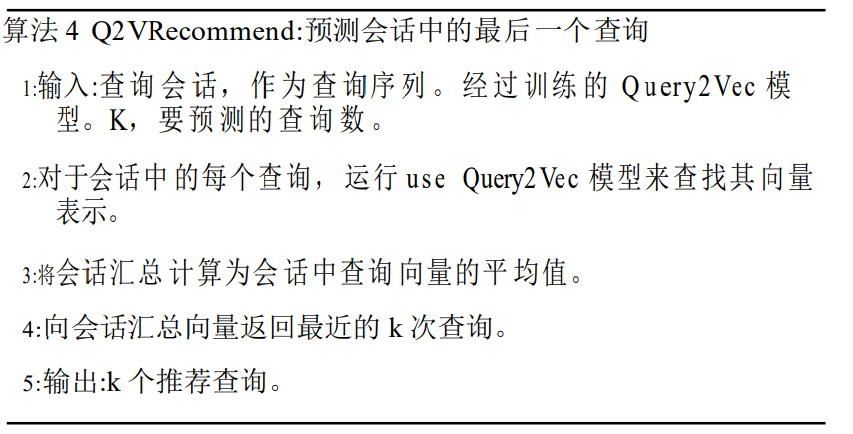 算法 4 Q2VRecommend:预测会话中的最后一个查询
1:输入:查询会话，作为查询序列。经过训练的 Query2Vec 模
型。K，要预测的查询数。
2:对于会话中的每个查询，运行 use Query2Vec 模型来查找其向量
表示。
3:将会话汇总计算为会话中查询向量的平均值。
4:向会话汇总向量返回最近的 k 次查询。
5:输出:k 个推荐查询。